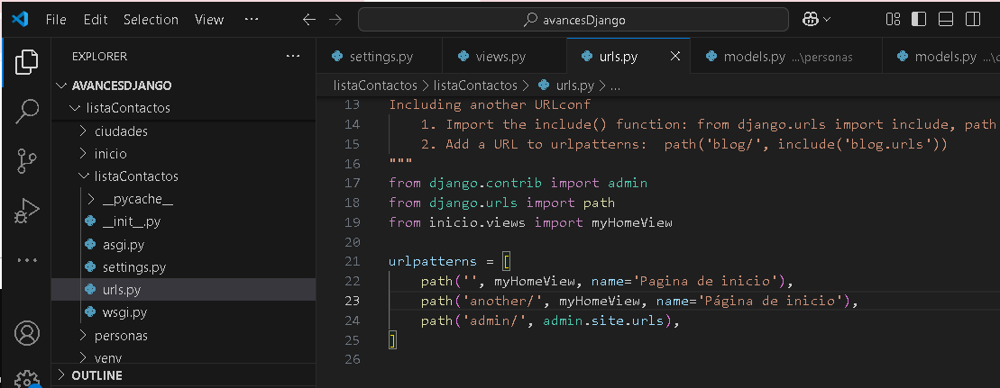 File Edit Selection View ··· avancesDjango
EXPLORER ···
AVANCESDJANGO
listaContactos
ciudades
inicio
listaContactos
__pycache__
__init__.py
asgi.py
settings.py
urls.py
wsgi.py
personas
venv
OUTLINE
settings.py views.py urls.py models.py ...\personas models.py ...\c
listaContactos > listaContactos > urls.py > ...
13 Including another URLconf
14     1. Import the include() function: from django.urls import include, path
15     2. Add a URL to urlpatterns:  path('blog/', include('blog.urls'))
16 """
17 from django.contrib import admin
18 from django.urls import path
19 from inicio.views import myHomeView
20
21 urlpatterns = [
22     path('', myHomeView, name='Pagina de inicio'),
23     path('another/', myHomeView, name='Página de inicio'),
24     path('admin/', admin.site.urls),
25 ]
26